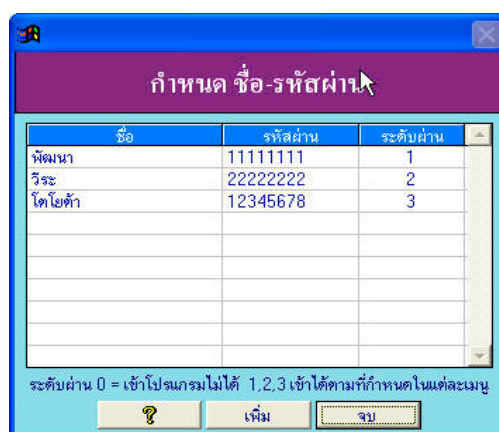 กำหนด ชื่อ-รหัสผ่าน
ชื่อ รหัสผ่าน ระดับผ่าน
พัฒนา 11111111 1
วีระ 22222222 2
โตโยต้า 12345678 3
ระดับผ่าน 0 = เข้าโปรแกรมไม่ได้ 1,2,3 เข้าได้ตามที่กำหนดในแต่ละเมนู
? เพิ่ม จบ